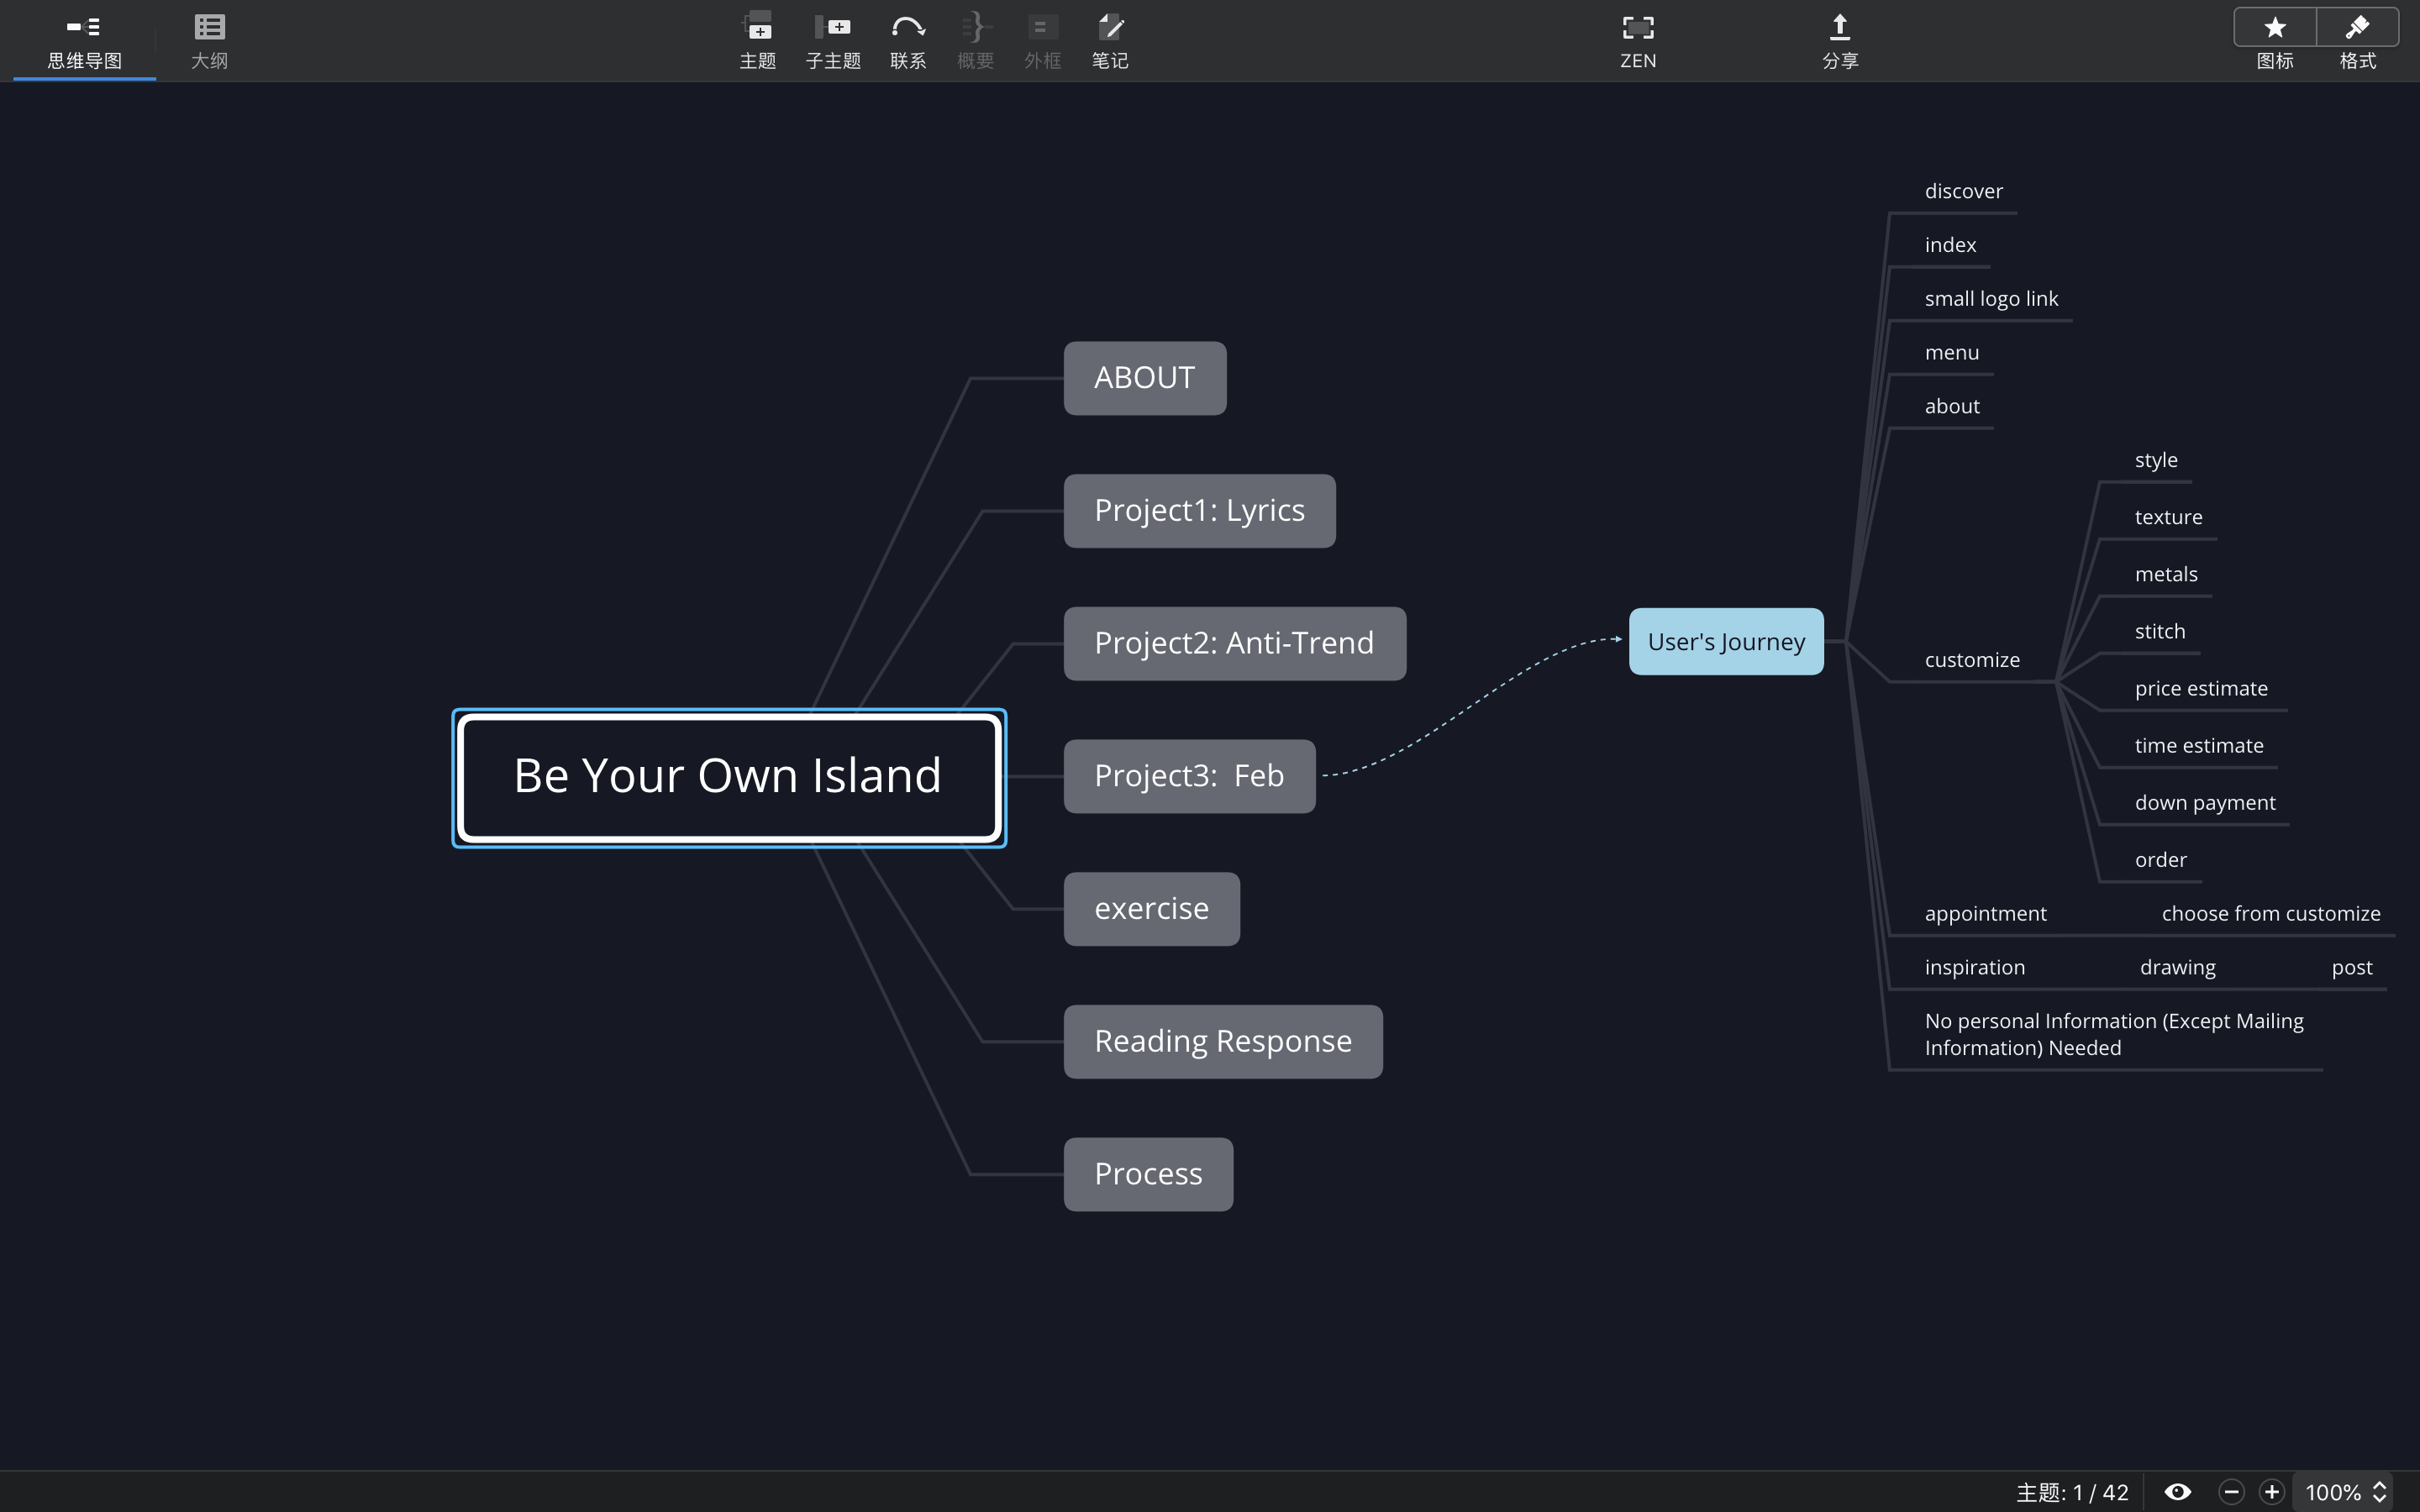 思维导图
大纲
主题
子主题
联系
概要
外框
笔记
ZEN
分享
图标
格式
Be Your Own Island
ABOUT
Project1: Lyrics
Project2: Anti-Trend
Project3:  Feb
exercise
Reading Response
Process
User's Journey
discover
index
small logo link
menu
about
customize
style
texture
metals
stitch
price estimate
time estimate
down payment
order
appointment
choose from customize
inspiration
drawing
post
No personal Information (Except Mailing
Information) Needed
主题: 1 / 42
100%